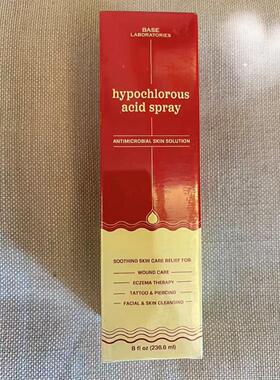 BASE
LABORATORIES
hypochlorous
acid spray
ANTIMICROBIAL SKIN SOLUTION
SOOTHING SKIN CARE RELIEF FOR
WOUND CARE
ECZEMA THERAPY
TATTOO & PIERCING
FACIAL & SKIN CLEANSING
8 fl oz (236.6 ml)